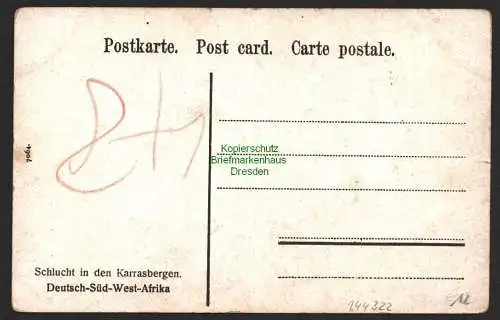 Postkarte. Post card. Carte postale.
7064.
Kopierschutz
Briefmarkenhaus
Dresden
Schlucht in den Karrasbergen.
Deutsch-Süd-West-Afrika
244322